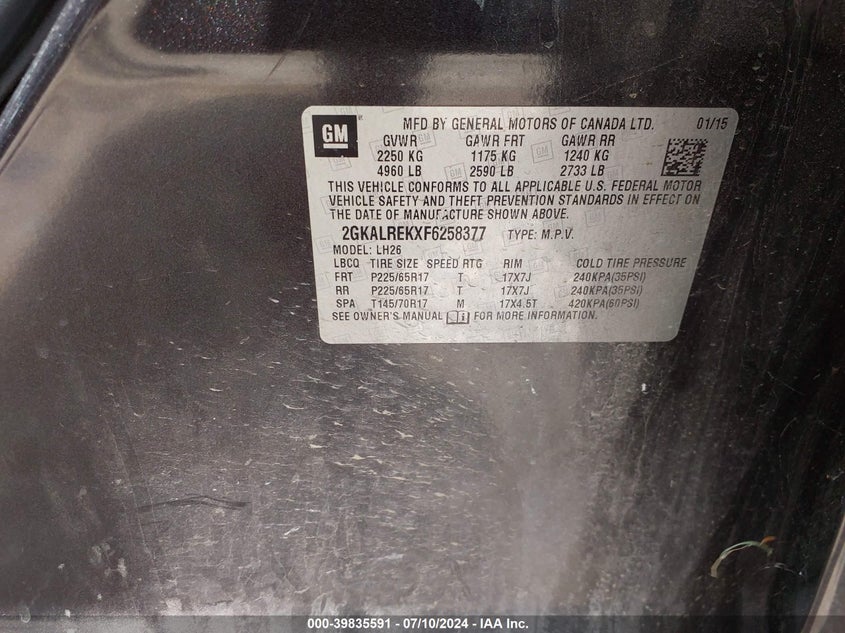 GM
MFD BY GENERAL MOTORS OF CANADA LTD. 01/15
GVWR GAWR FRT GAWR RR
2250 KG 1175 KG 1240 KG
4960 LB 2590 LB 2733 LB
THIS VEHICLE CONFORMS TO ALL APPLICABLE U.S. FEDERAL MOTOR
VEHICLE SAFETY AND THEFT PREVENTION STANDARDS IN EFFECT ON
THE DATE OF MANUFACTURE SHOWN ABOVE.
2GKALREKXF6258377 TYPE: M.P.V.
MODEL: LH26
LBCQ TIRE SIZE SPEED RTG RIM COLD TIRE PRESSURE
FRT P225/65R17 T 17X7J 240KPA(35PSI)
RR P225/65R17 T 17X7J 240KPA(35PSI)
SPA T145/70R17 M 17X4.5T 420KPA(60PSI)
SEE OWNER'S MANUAL FOR MORE INFORMATION.
000-39835591 / 07/10/2024 - IAA Inc.